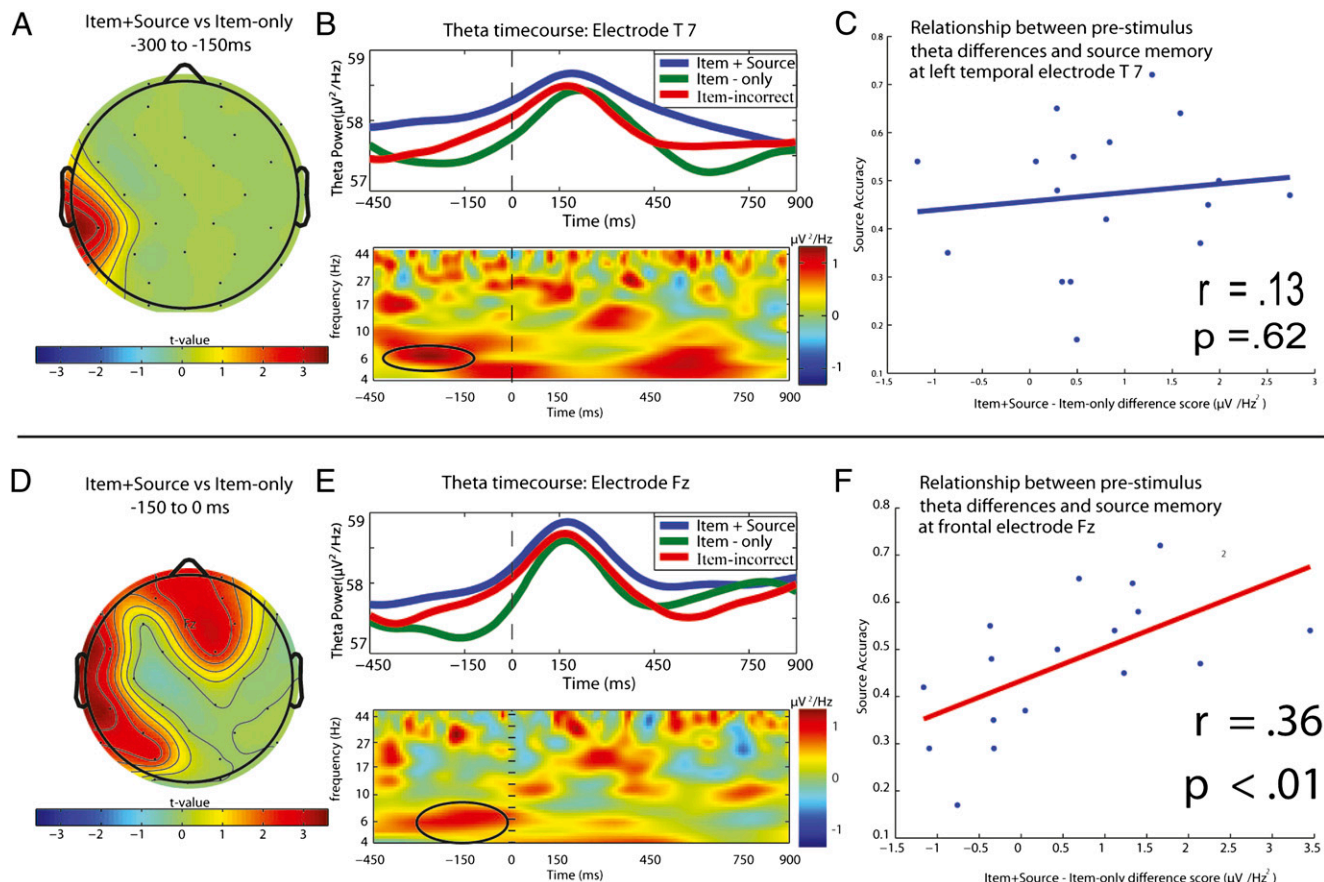 A
Item+Source vs Item-only
-300 to -150ms
t-value
−3 −2 −1 0 1 2 3
B
Theta timecourse: Electrode T 7
Item + Source
Item - only
Item-incorrect
Theta Power(µV²/Hz)
59
58
57
−450 −150 0 150 450 750 900
Time (ms)
µV²/Hz
frequency (Hz)
44
27
17
10
6
4
1
0
-1
-450 -150 0 150 450 750 900
Time (ms)
C
Relationship between pre-stimulus
theta differences and source memory
at left temporal electrode T 7
Source Accuracy
0.8
0.7
0.6
0.5
0.4
0.3
0.2
0.1
r = .13
p =.62
−1.5 −1 −0.5 0 0.5 1 1.5 2 2.5 3
Item+Source - Item-only difference score (µV /Hz²)
D
Item+Source vs Item-only
-150 to 0 ms
Fz
t-value
−3 −2 −1 0 1 2 3
E
Theta timecourse: Electrode Fz
Item + Source
Item - only
Item-incorrect
Theta Power(µV²/Hz)
59
58
57
−450 −150 0 150 450 750 900
Time (ms)
µV²/Hz
frequency (Hz)
44
27
17
10
6
4
1
0
-1
-450 -150 0 150 450 750 900
Time (ms)
F
Relationship between pre-stimulus
theta differences and source memory
at frontal electrode Fz
2
Source Accuracy
0.8
0.7
0.6
0.5
0.4
0.3
0.2
0.1
r = .36
p < .01
-1.5 -1 -0.5 0 0.5 1 1.5 2 2.5 3 3.5
Item+Source - Item-only difference score (µV /Hz)